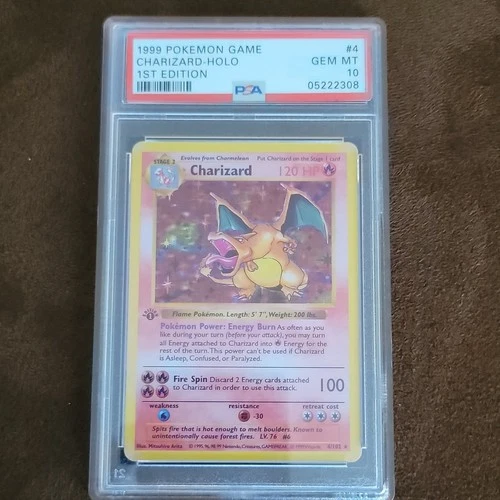 1999 POKEMON GAME #4
CHARIZARD-HOLO GEM MT
1ST EDITION 10
PSA 05222308
STAGE 2 Evolves from Charmeleon Put Charizard on the Stage 1 card
Charizard 120 HP
Flame Pokémon. Length: 5' 7", Weight: 200 lbs.
1
Pokémon Power: Energy Burn As often as you
like during your turn (before your attack), you may turn
all Energy attached to Charizard into Energy for
the rest of the turn. This power can't be used if Charizard
is Asleep, Confused, or Paralyzed.
Fire Spin Discard 2 Energy cards attached
to Charizard in order to use this attack. 100
weakness resistance retreat cost
-30
Spits fire that is hot enough to melt boulders. Known to
unintentionally cause forest fires. LV. 76 #6
Illus. Mitsuhiro Arita 4/102